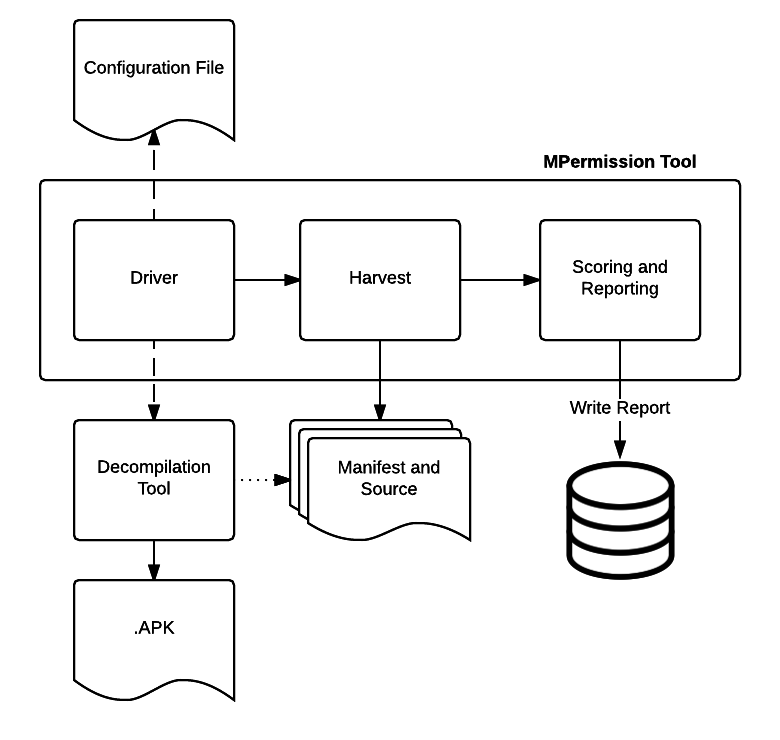 Configuration File
MPermission Tool
Driver
Harvest
Scoring and
Reporting
Write Report
Decompilation
Tool
Manifest and
Source
.APK